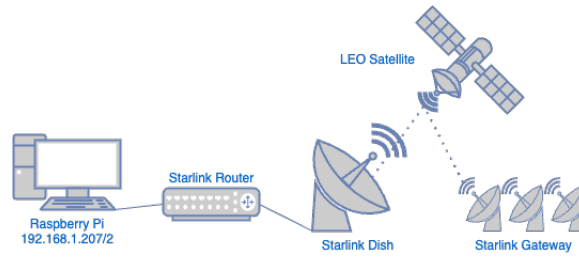 LEO Satellite
Starlink Router
Raspberry Pi
192.168.1.207/2
Starlink Dish
Starlink Gateway